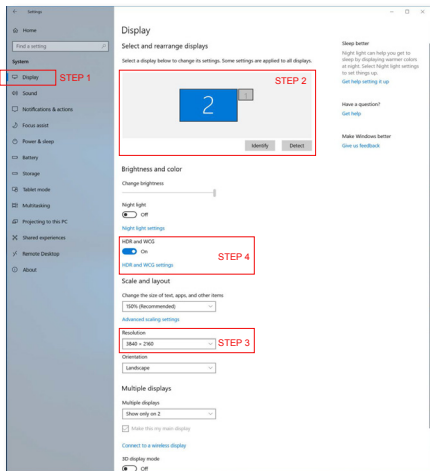 Settings
Home
Find a setting
System
Display
STEP 1
Sound
Notifications & actions
Focus assist
Power & sleep
Battery
Storage
Tablet mode
Multitasking
Projecting to this PC
Shared experiences
Remote Desktop
About
Display
Select and rearrange displays
Select a display below to change its settings. Some settings are applied to all displays.
STEP 2
2
1
Identify
Detect
Brightness and color
Change brightness
Night light
Off
Night light settings
HDR and WCG
On
STEP 4
HDR and WCG settings
Scale and layout
Change the size of text, apps, and other items
150% (Recommended)
Advanced scaling settings
Resolution
3840 × 2160
STEP 3
Orientation
Landscape
Multiple displays
Multiple displays
Show only on 2
Make this my main display
Connect to a wireless display
3D display mode
Off
Sleep better
Night light can help you get to
sleep by displaying warmer colors
at night. Select Night light settings
to set things up.
Get help setting it up
Have a question?
Get help
Make Windows better
Give us feedback